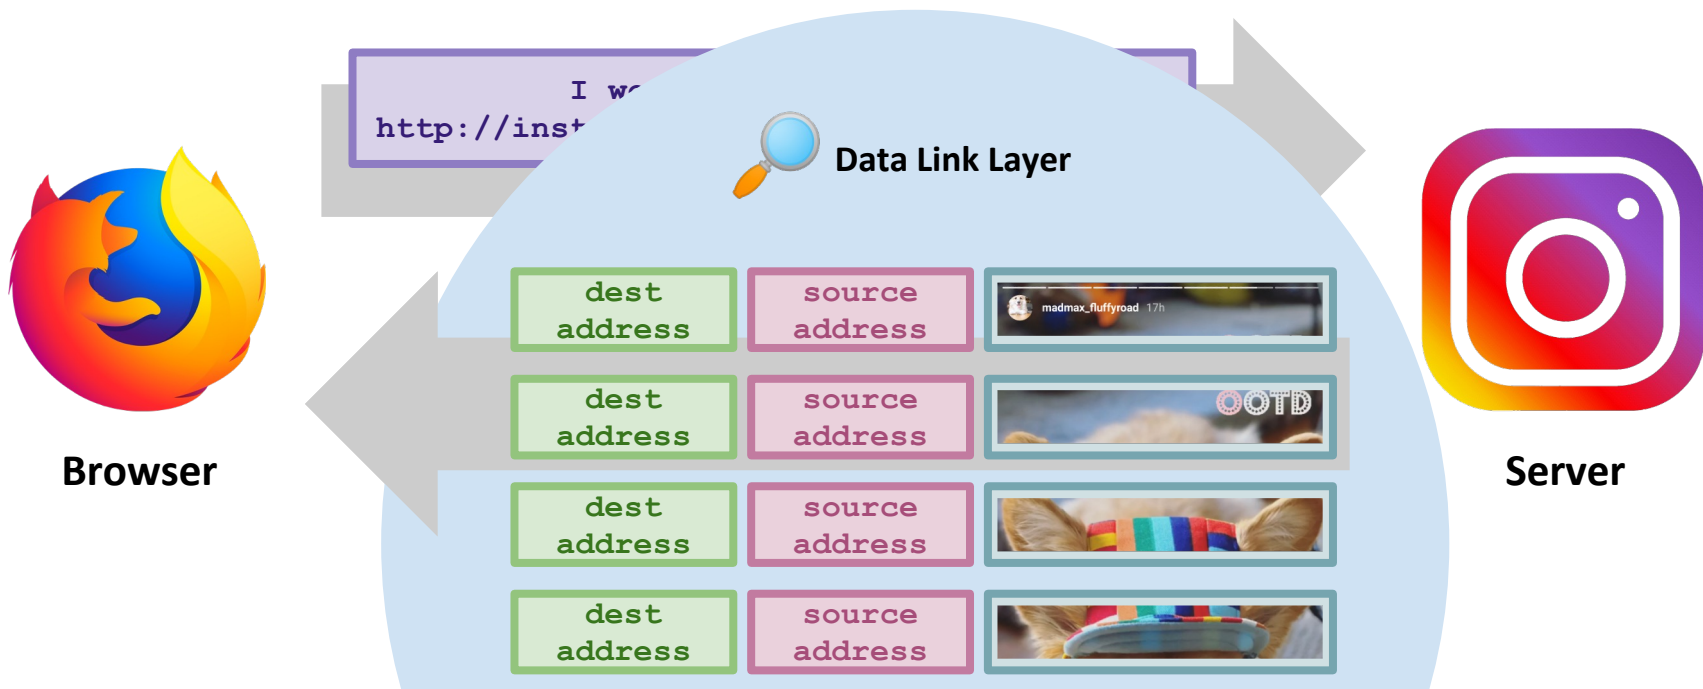 I
http://inst
Data Link Layer
Browser
Server
dest
address
source
address
madmax_fluffyroad 17h
dest
address
source
address
OOTD
dest
address
source
address
dest
address
source
address